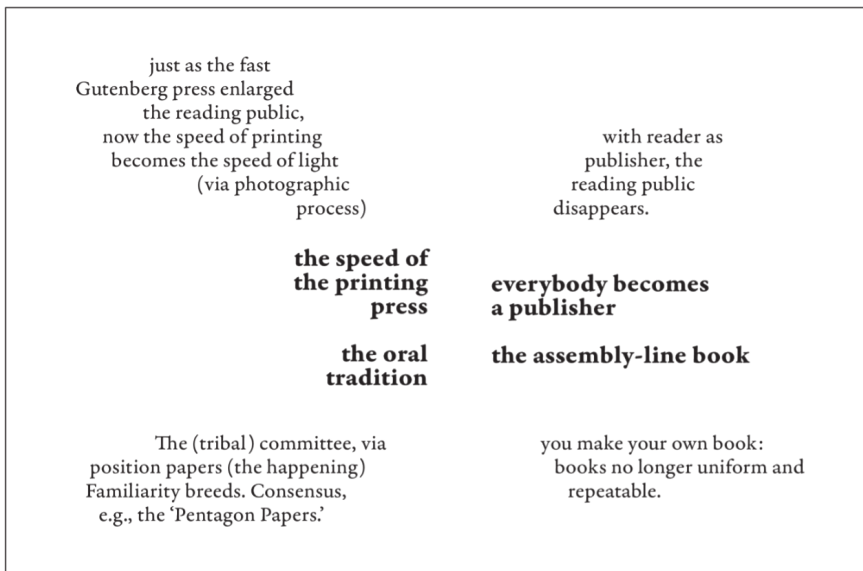 just as the fast
Gutenberg press enlarged
the reading public,
now the speed of printing
becomes the speed of light
(via photographic
process)
with reader as
publisher, the
reading public
disappears.
the speed of
the printing
press
everybody becomes
a publisher
the oral
tradition
the assembly-line book
The (tribal) committee, via
position papers (the happening)
Familiarity breeds. Consensus,
e.g., the ‘Pentagon Papers.’
you make your own book:
books no longer uniform and
repeatable.